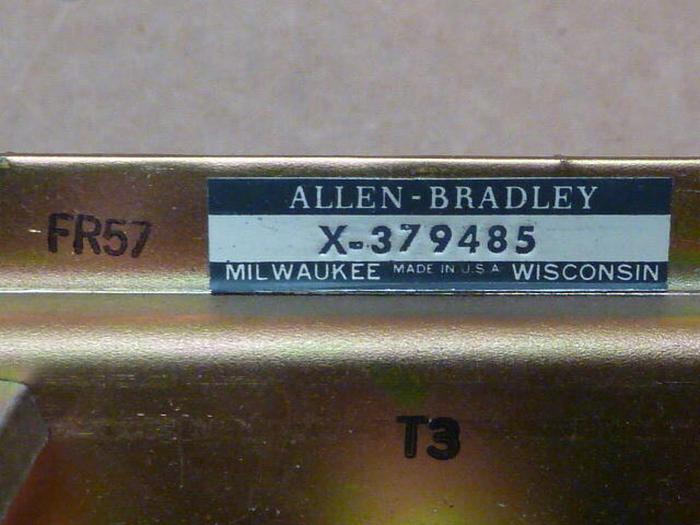 ALLEN-BRADLEY
FR57
X-379485
MILWAUKEE MADE IN U.S.A WISCONSIN
T3